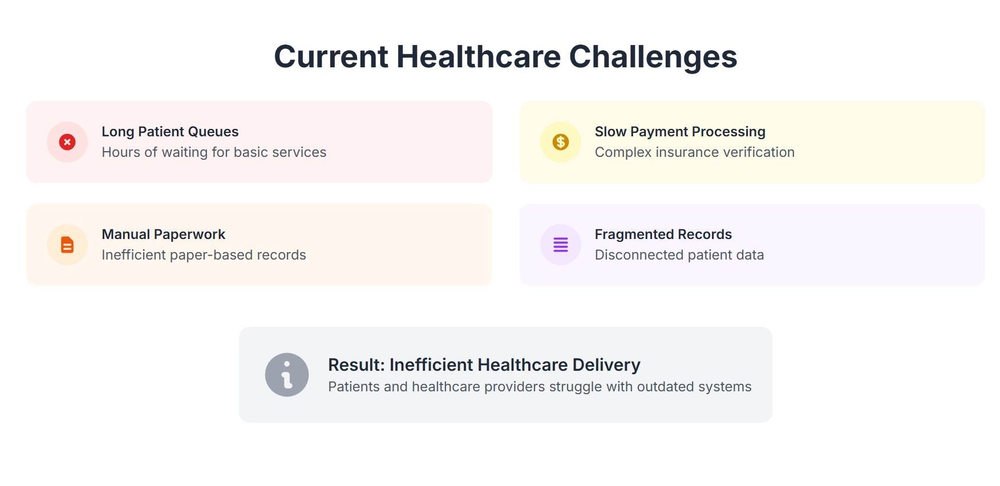 Current Healthcare Challenges
Long Patient Queues
Hours of waiting for basic services
Slow Payment Processing
Complex insurance verification
Manual Paperwork
Inefficient paper-based records
Fragmented Records
Disconnected patient data
Result: Inefficient Healthcare Delivery
Patients and healthcare providers struggle with outdated systems